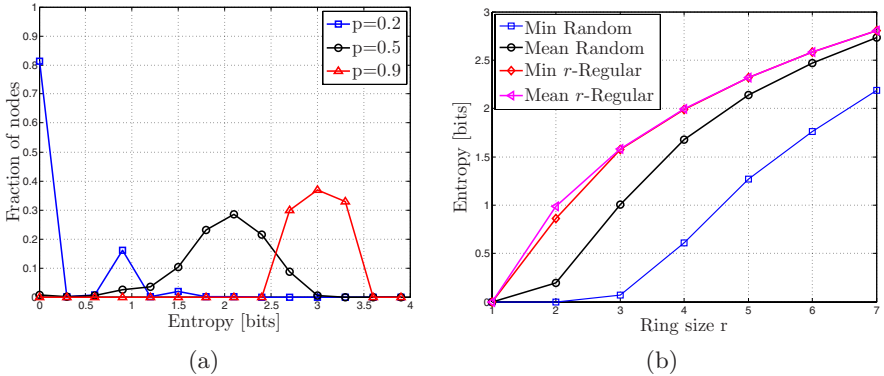 1
0.9
0.8
0.7
0.6
0.5
0.4
0.3
0.2
0.1
0
Fraction of nodes
p=0.2
p=0.5
p=0.9
0 0.5 1 1.5 2 2.5 3 3.5 4
Entropy [bits]
(a)
3
2.5
2
1.5
1
0.5
0
Entropy [bits]
Min Random
Mean Random
Min r-Regular
Mean r-Regular
1 2 3 4 5 6 7
Ring size r
(b)